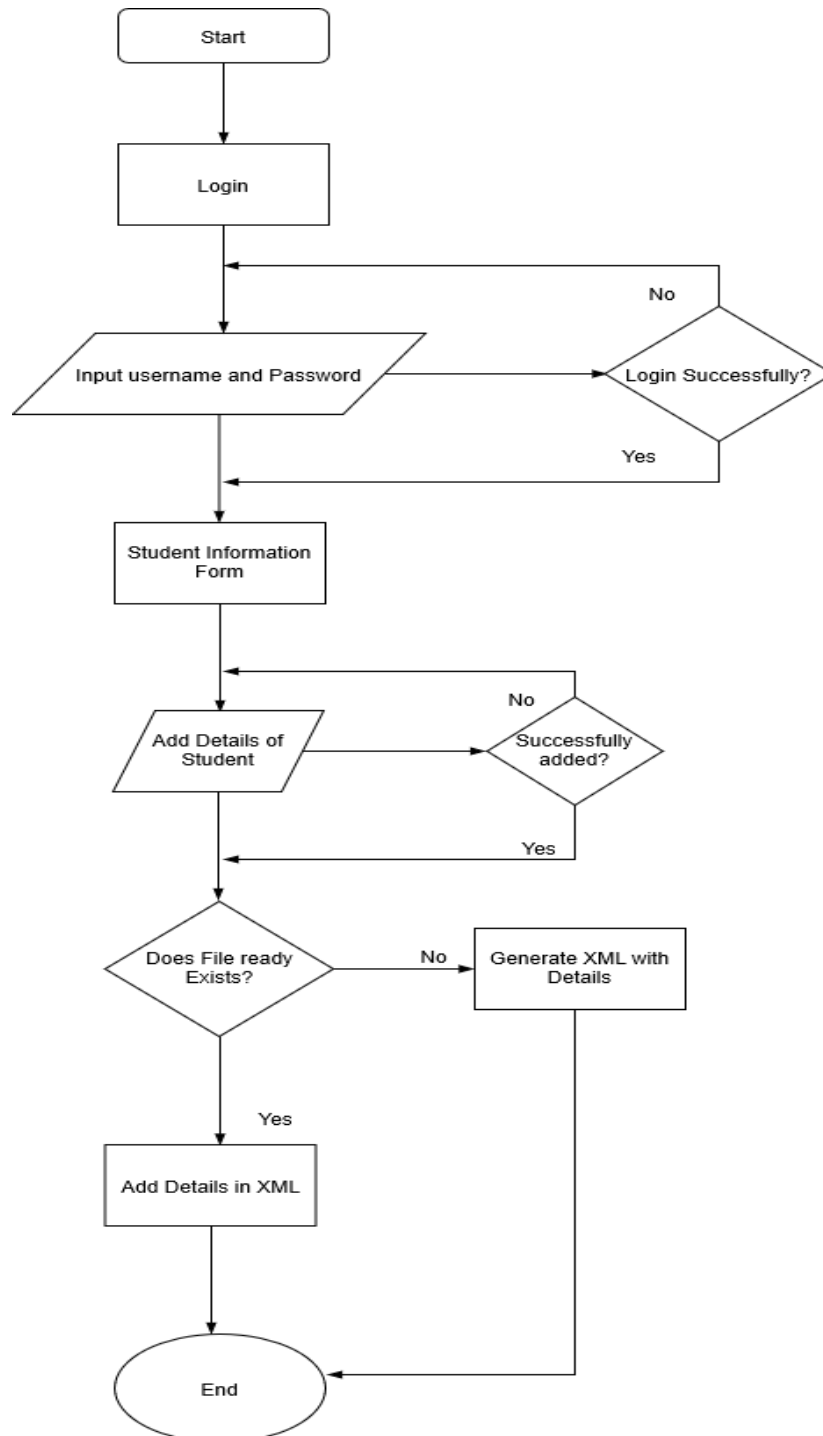 Start
Login
No
Input username and Password
Login Successfully?
Yes
Student Information
Form
No
Add Details of
Student
Successfully
added?
Yes
Does File ready
Exists?
No
Generate XML with
Details
Yes
Add Details in XML
End